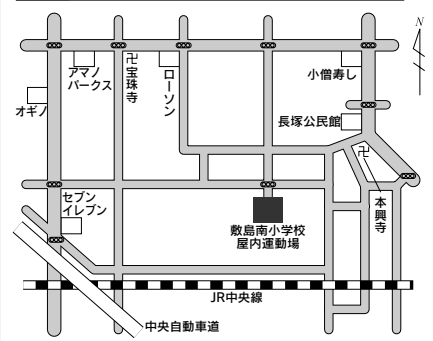 N
アマノ
パークス
卍宝珠寺
ローソン
小僧寿し
オギノ
長塚公民館
卍
本興寺
セブン
イレブン
敷島南小学校
屋内運動場
JR中央線
中央自動車道